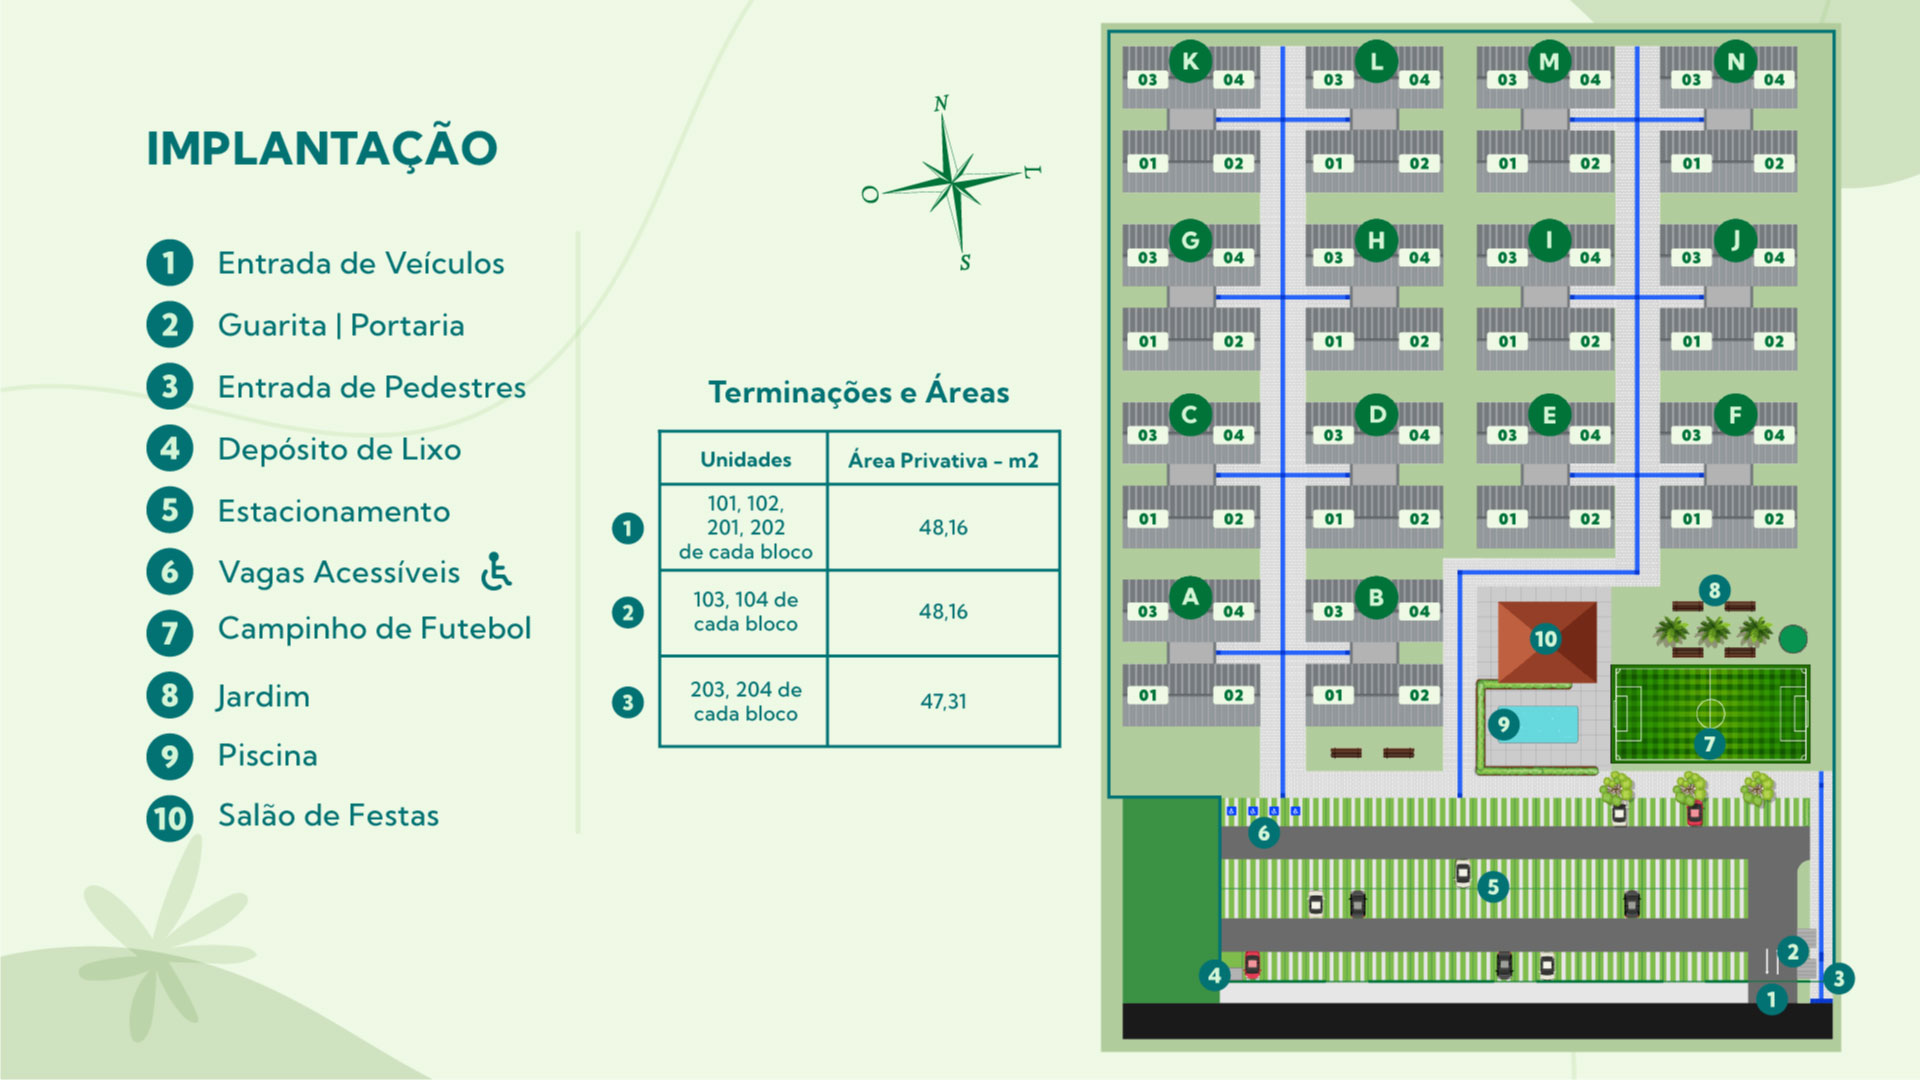 IMPLANTAÇÃO
1 Entrada de Veículos
2 Guarita | Portaria
3 Entrada de Pedestres
4 Depósito de Lixo
5 Estacionamento
6 Vagas Acessíveis
7 Campinho de Futebol
8 Jardim
9 Piscina
10 Salão de Festas
N
L
O
S
Terminações e Áreas
Unidades Área Privativa - m2
1 101, 102,
201, 202
de cada bloco 48,16
2 103, 104 de
cada bloco 48,16
3 203, 204 de
cada bloco 47,31
K L M N
03 04 03 04 03 04 03 04
01 02 01 02 01 02 01 02
G H I J
03 04 03 04 03 04 03 04
01 02 01 02 01 02 01 02
C D E F
03 04 03 04 03 04 03 04
01 02 01 02 01 02 01 02
A B 8
03 04 03 04
10
01 02 01 02
9
7
6
5
2
4
3
1